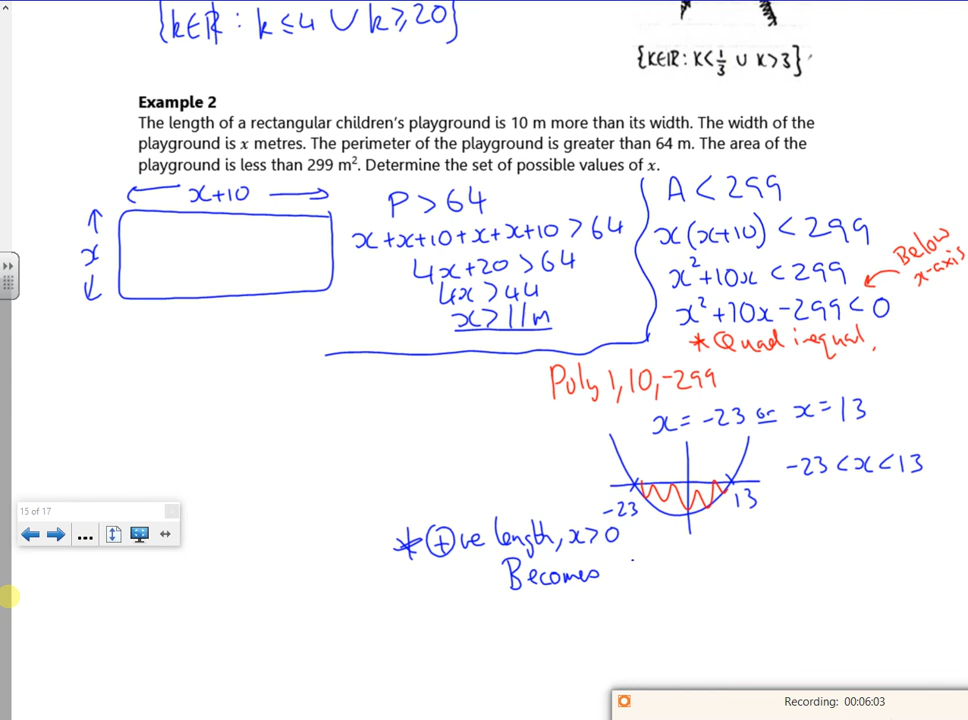 {k∈ℝ : k ≤ 4 ∪ k ≥ 20}
{k∈ℝ : k < 1/3 ∪ k > 3}
Example 2
The length of a rectangular children's playground is 10 m more than its width. The width of the
playground is x metres. The perimeter of the playground is greater than 64 m. The area of the
playground is less than 299 m². Determine the set of possible values of x.
x+10
x
P > 64
x+x+10+x+x+10 > 64
4x+20 > 64
4x > 44
x > 11m
A < 299
x(x+10) < 299
x²+10x < 299
x²+10x-299 < 0
Below
x-axis
*Quad inequal.
Poly 1, 10, -299
x = -23 or x = 13
-23
13
-23 < x < 13
* +ve length, x > 0
Becomes
15 of 17
...
Recording: 00:06:03